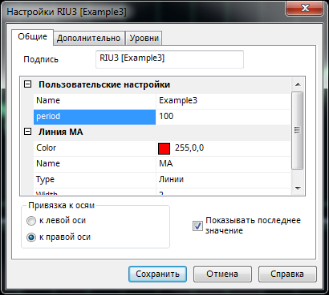 Настройки RIU3 [Example3]
Общие Дополнительно Уровни
Подпись RIU3 [Example3]
Пользовательские настройки
Name Example3
period 100
Линия MA
Color 255,0,0
Name MA
Type Линии
Width 2
Привязка к осям
к левой оси
к правой оси
Показывать последнее
значение
Сохранить Отмена Справка